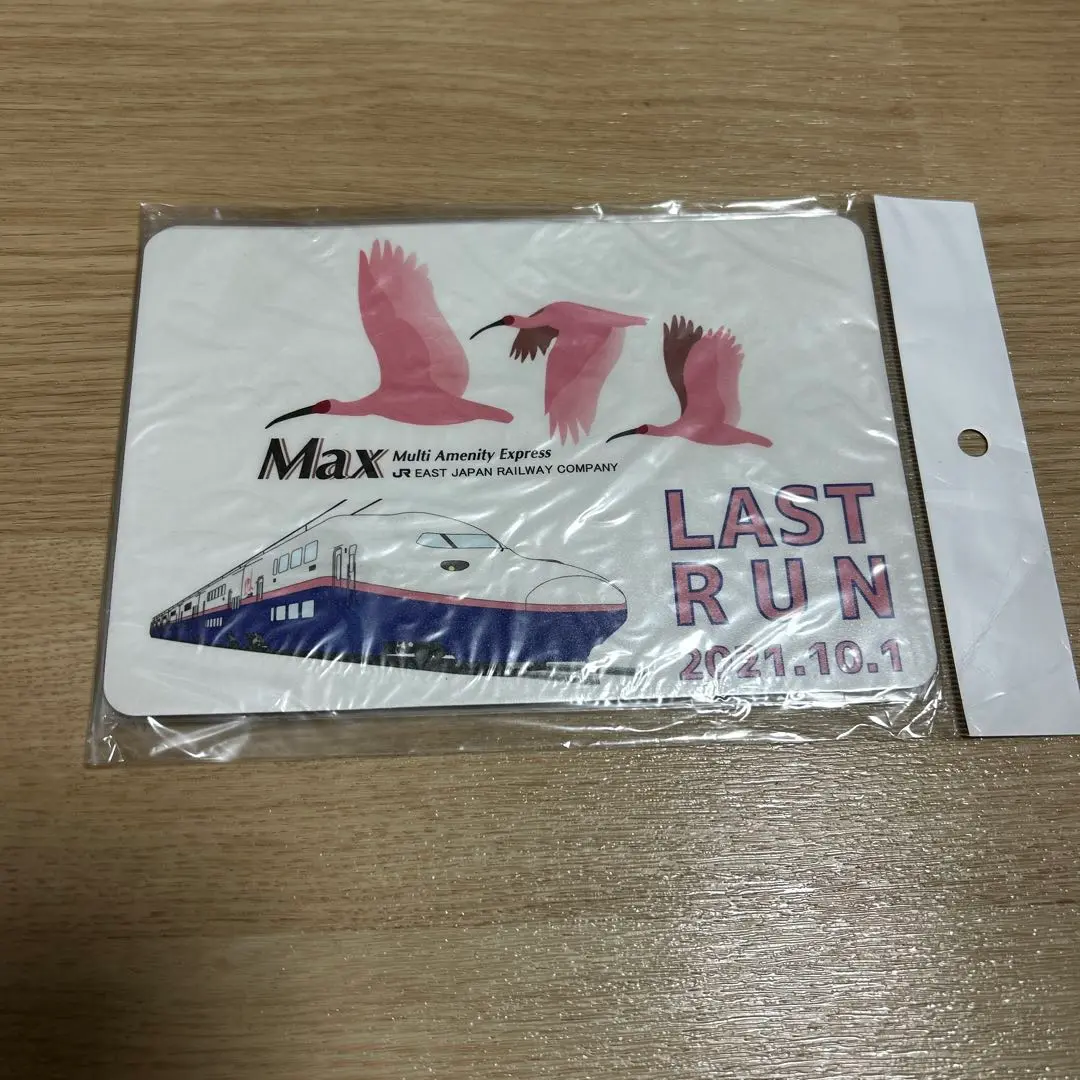 Max Multi Amenity Express
JR EAST JAPAN RAILWAY COMPANY
LAST
RUN
2021.10.1